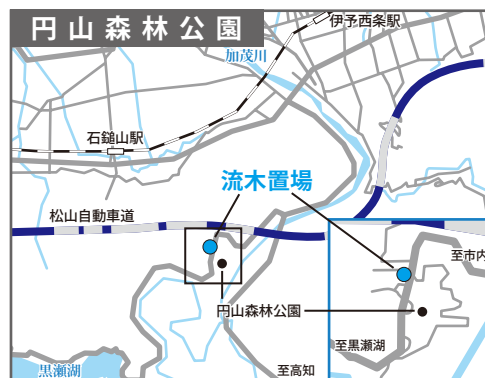 円山森林公園
伊予西条駅
加茂川
石鎚山駅
流木置場
松山自動車道
至市内
円山森林公園
至黒瀬湖
黒瀬湖
至高知